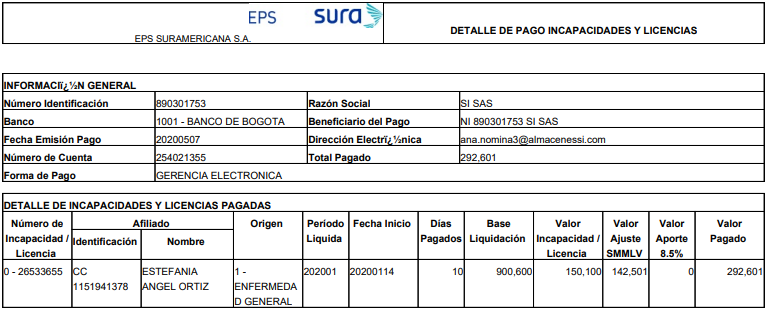 EPS sura
EPS SURAMERICANA S.A.
DETALLE DE PAGO INCAPACIDADES Y LICENCIAS
INFORMACIï¿½N GENERAL
Número Identificación 890301753 Razón Social SI SAS
Banco 1001 - BANCO DE BOGOTA Beneficiario del Pago NI 890301753 SI SAS
Fecha Emisión Pago 20200507 Dirección Electrï¿½nica ana.nomina3@almacenessi.com
Número de Cuenta 254021355 Total Pagado 292,601
Forma de Pago GERENCIA ELECTRONICA
DETALLE DE INCAPACIDADES Y LICENCIAS PAGADAS
Número de Incapacidad / Licencia Afiliado Identificación Nombre Origen Período Liquida Fecha Inicio Días Pagados Base Liquidación Valor Incapacidad / Licencia Valor Ajuste SMMLV Valor Aporte 8.5% Valor Pagado
0 - 26533655 CC 1151941378 ESTEFANIA ANGEL ORTIZ 1 - ENFERMEDA D GENERAL 202001 20200114 10 900,600 150,100 142,501 0 292,601